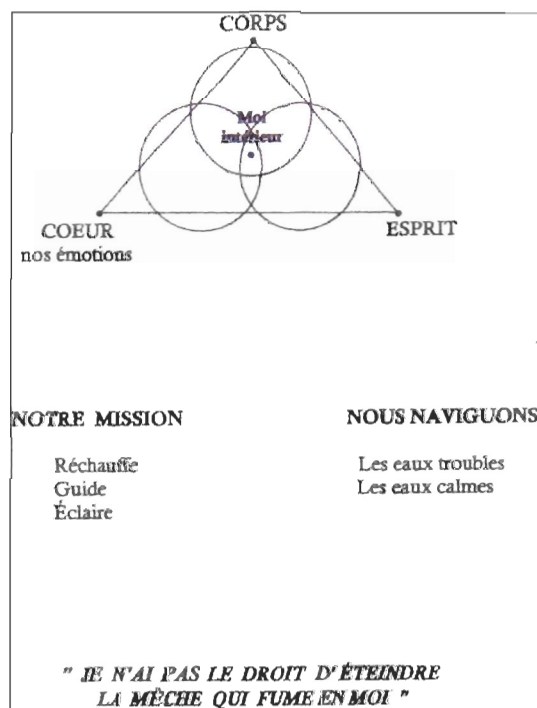 CORPS
Moi
intérieur
COEUR
nos émotions
ESPRIT
NOTRE MISSION
Réchauffe
Guide
Éclaire
NOUS NAVIGUONS
Les eaux troubles
Les eaux calmes
" JE N'AI PAS LE DROIT D'ÉTEINDRE
LA MÈCHE QUI FUME EN MOI "